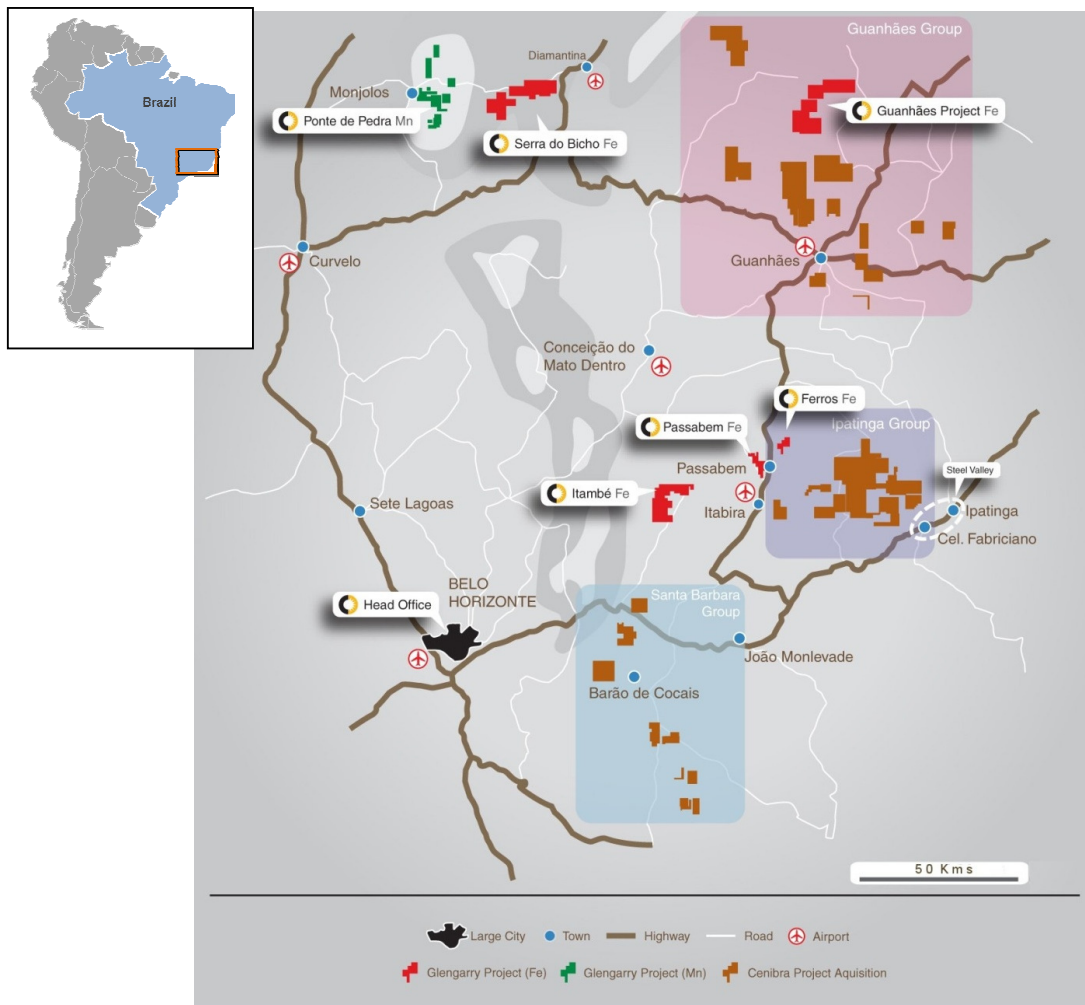 Brazil
Guanhães Group
Diamantina
Monjolos
Ponte de Pedra Mn
Serra do Bicho Fe
Guanhães Project Fe
Curvelo
Guanhães
Conceição do
Mato Dentro
Ferros Fe
Passabem Fe
Ipatinga Group
Passabem
Steel Valley
Itambé Fe
Sete Lagoas
Itabira
Ipatinga
Cel. Fabriciano
BELO
HORIZONTE
Head Office
Santa Barbara
Group
João Monlevade
Barão de Cocais
50 Kms
Large City
Town
Highway
Road
Airport
Glengarry Project (Fe)
Glengarry Project (Mn)
Cenibra Project Aquisition